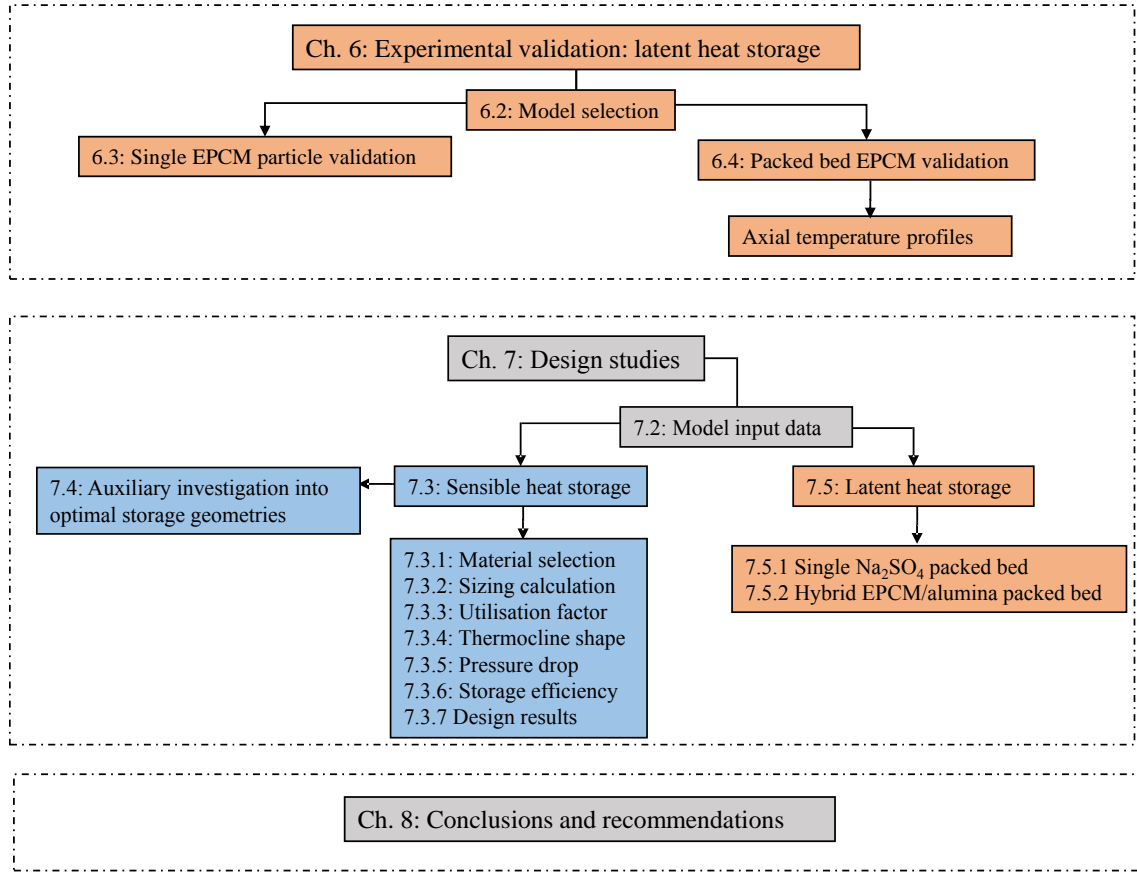 Ch. 6: Experimental validation: latent heat storage
6.2: Model selection
6.3: Single EPCM particle validation
6.4: Packed bed EPCM validation
Axial temperature profiles
Ch. 7: Design studies
7.2: Model input data
7.4: Auxiliary investigation into
optimal storage geometries
7.3: Sensible heat storage
7.5: Latent heat storage
7.3.1: Material selection
7.3.2: Sizing calculation
7.3.3: Utilisation factor
7.3.4: Thermocline shape
7.3.5: Pressure drop
7.3.6: Storage efficiency
7.3.7 Design results
7.5.1 Single Na₂SO₄ packed bed
7.5.2 Hybrid EPCM/alumina packed bed
Ch. 8: Conclusions and recommendations